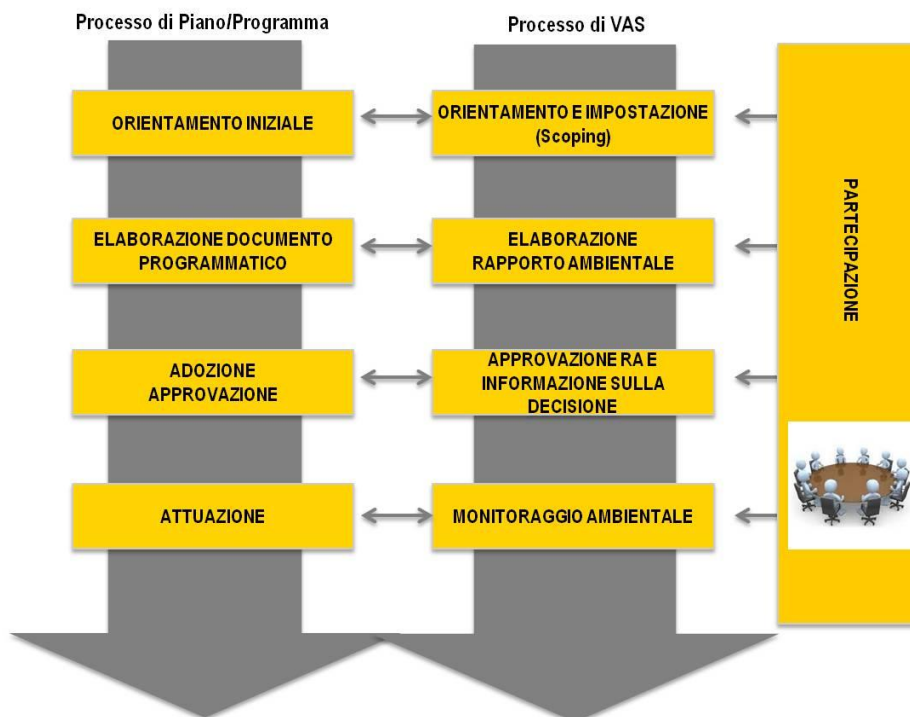 Processo di Piano/Programma
Processo di VAS
ORIENTAMENTO INIZIALE
ORIENTAMENTO E IMPOSTAZIONE
(Scoping)
ELABORAZIONE DOCUMENTO
PROGRAMMATICO
ELABORAZIONE
RAPPORTO AMBIENTALE
ADOZIONE
APPROVAZIONE
APPROVAZIONE RA E
INFORMAZIONE SULLA
DECISIONE
ATTUAZIONE
MONITORAGGIO AMBIENTALE
PARTECIPAZIONE